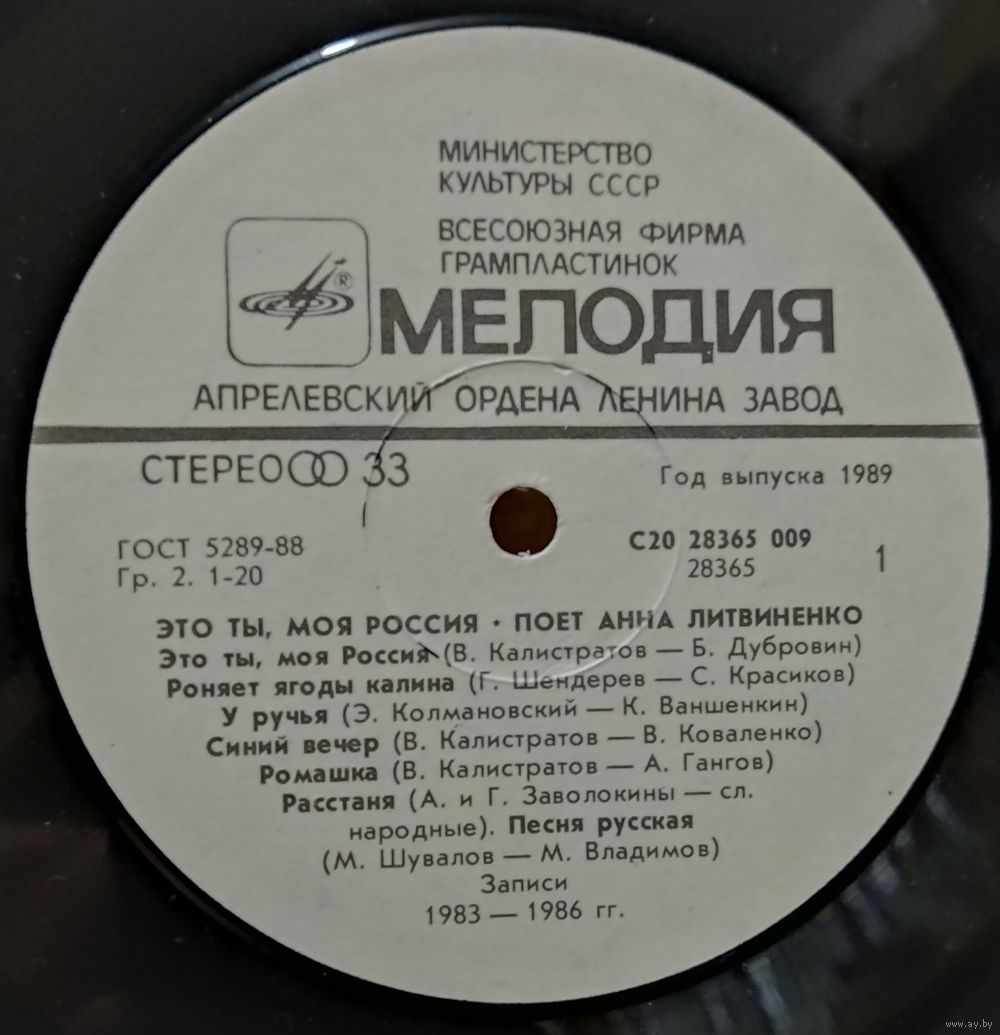 МИНИСТЕРСТВО
КУЛЬТУРЫ СССР
ВСЕСОЮЗНАЯ ФИРМА
ГРАМПЛАСТИНОК
®
МЕЛОДИЯ
АПРЕЛЕВСКИЙ ОРДЕНА ЛЕНИНА ЗАВОД
СТЕРЕО 33
Год выпуска 1989
ГОСТ 5289-88
Гр. 2. 1-20
С20 28365 009
28365
1
ЭТО ТЫ, МОЯ РОССИЯ • ПОЕТ АННА ЛИТВИНЕНКО
Это ты, моя Россия (В. Калистратов — Б. Дубровин)
Роняет ягоды калина (Г. Шендерев — С. Красиков)
У ручья (Э. Колмановский — К. Ваншенкин)
Синий вечер (В. Калистратов — В. Коваленко)
Ромашка (В. Калистратов — А. Гангов)
Расстаня (А. и Г. Заволокины — сл.
народные). Песня русская
(М. Шувалов — М. Владимов)
Записи
1983 — 1986 гг.
www.ay.by